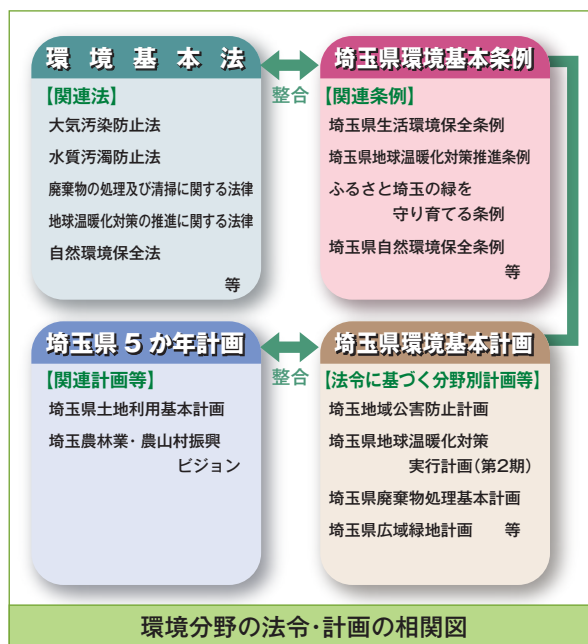 環境基本法
【関連法】
大気汚染防止法
水質汚濁防止法
廃棄物の処理及び清掃に関する法律
地球温暖化対策の推進に関する法律
自然環境保全法
等
整合
埼玉県環境基本条例
【関連条例】
埼玉県生活環境保全条例
埼玉県地球温暖化対策推進条例
ふるさと埼玉の緑を
守り育てる条例
埼玉県自然環境保全条例
等
埼玉県5か年計画
【関連計画等】
埼玉県土地利用基本計画
埼玉農林業・農山村振興
ビジョン
整合
埼玉県環境基本計画
【法令に基づく分野別計画等】
埼玉地域公害防止計画
埼玉県地球温暖化対策
実行計画(第2期)
埼玉県廃棄物処理基本計画
埼玉県広域緑地計画　等
環境分野の法令・計画の相関図